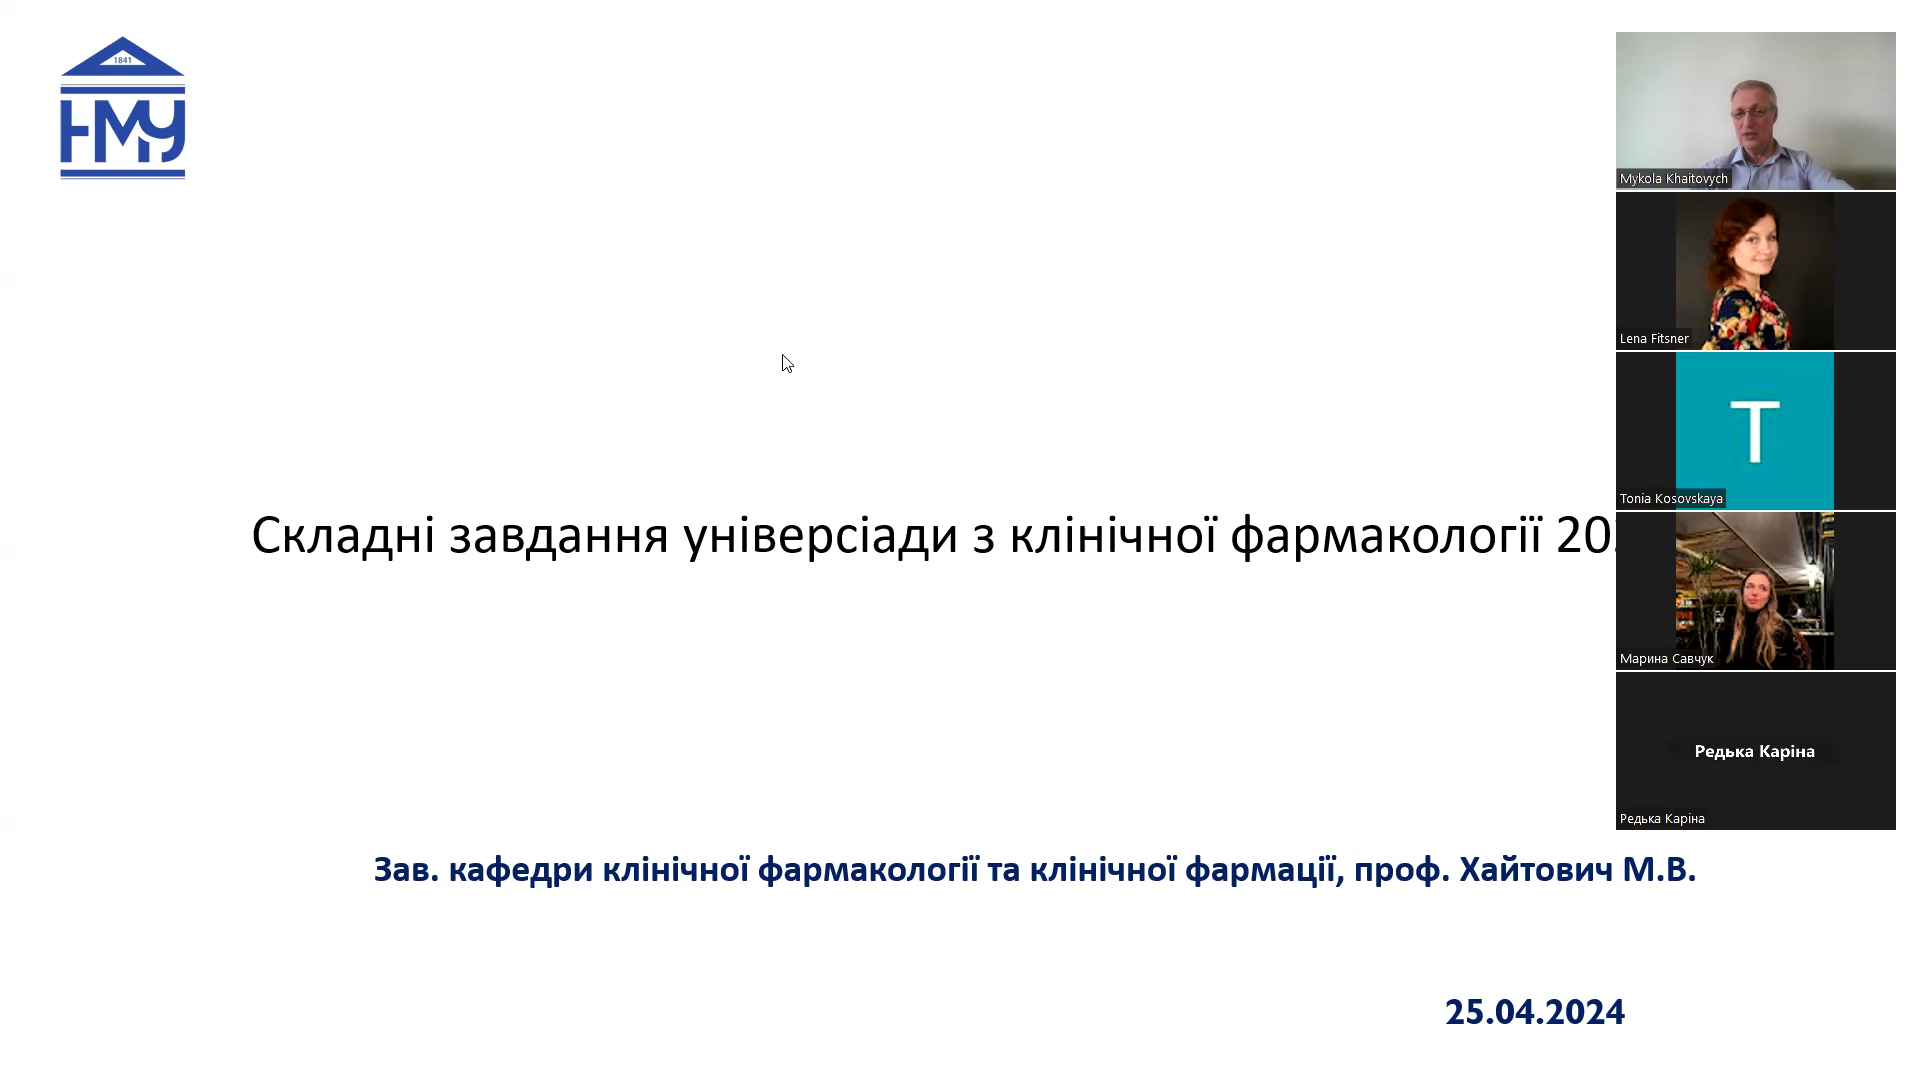 1841
НМУ
Складні завдання універсіади з клінічної фармакології
Зав. кафедри клінічної фармакології та клінічної фармації, проф. Хайтович М.В.
25.04.2024
Mykola Khaitovych
Lena Fitsner
T
Tonia Kosovskaya
Марина Савчук
Редька Каріна
Редька Каріна